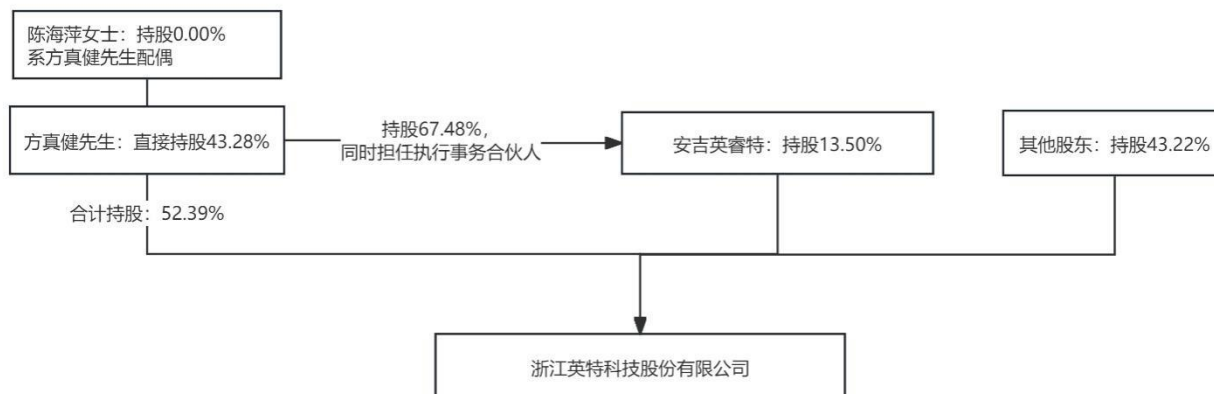 陈海萍女士：持股0.00%
系方真健先生配偶
方真健先生：直接持股43.28%
持股67.48%，
同时担任执行事务合伙人
安吉英睿特：持股13.50%
其他股东：持股43.22%
合计持股：52.39%
浙江英特科技股份有限公司